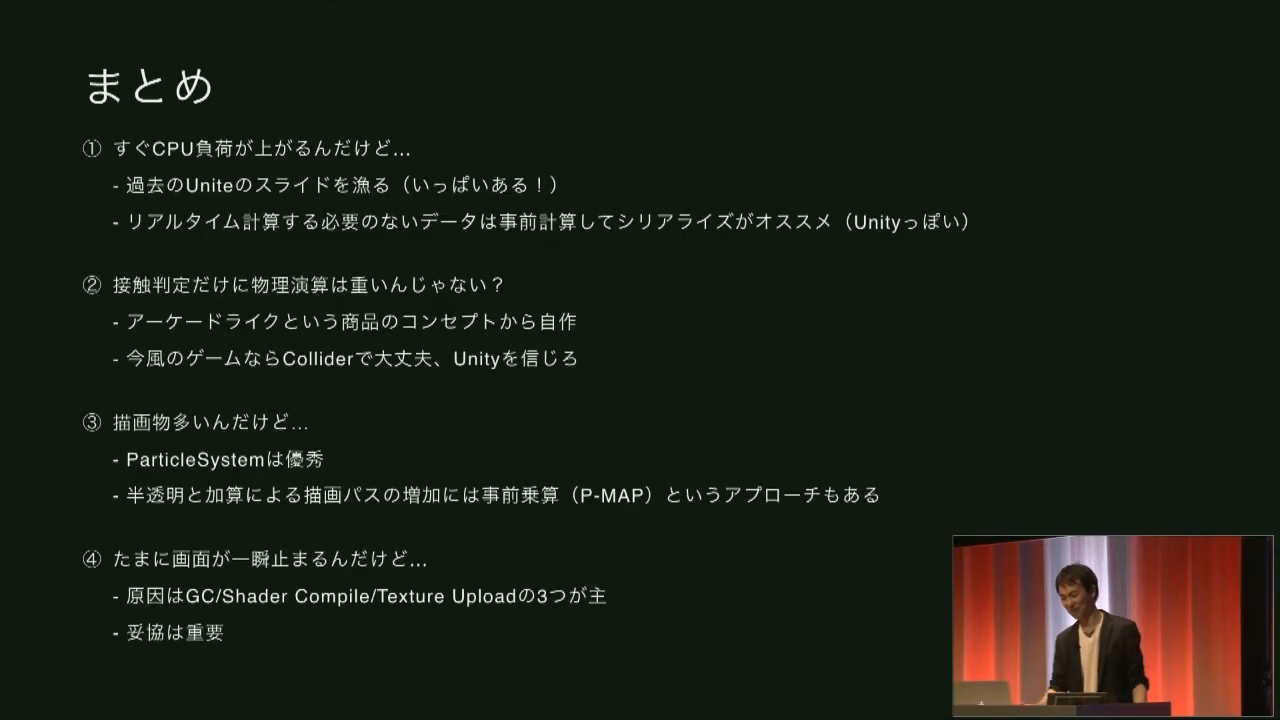 まとめ
① すぐCPU負荷が上がるんだけど…
- 過去のUniteのスライドを漁る（いっぱいある！）
- リアルタイム計算する必要のないデータは事前計算してシリアライズがオススメ（Unityっぽい）
② 接触判定だけに物理演算は重いんじゃない？
- アーケードライクという商品のコンセプトから自作
- 今風のゲームならColliderで大丈夫、Unityを信じろ
③ 描画物多いんだけど…
- ParticleSystemは優秀
- 半透明と加算による描画パスの増加には事前乗算（P-MAP）というアプローチもある
④ たまに画面が一瞬止まるんだけど…
- 原因はGC/Shader Compile/Texture Uploadの3つが主
- 妥協は重要